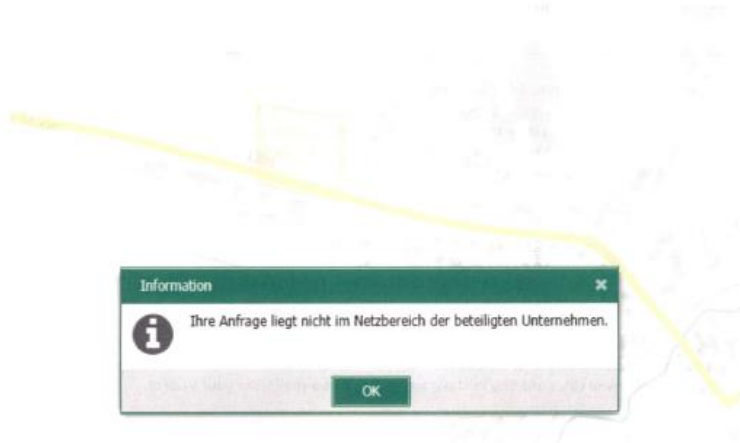 Information
Ihre Anfrage liegt nicht im Netzbereich der beteiligten Unternehmen.
OK